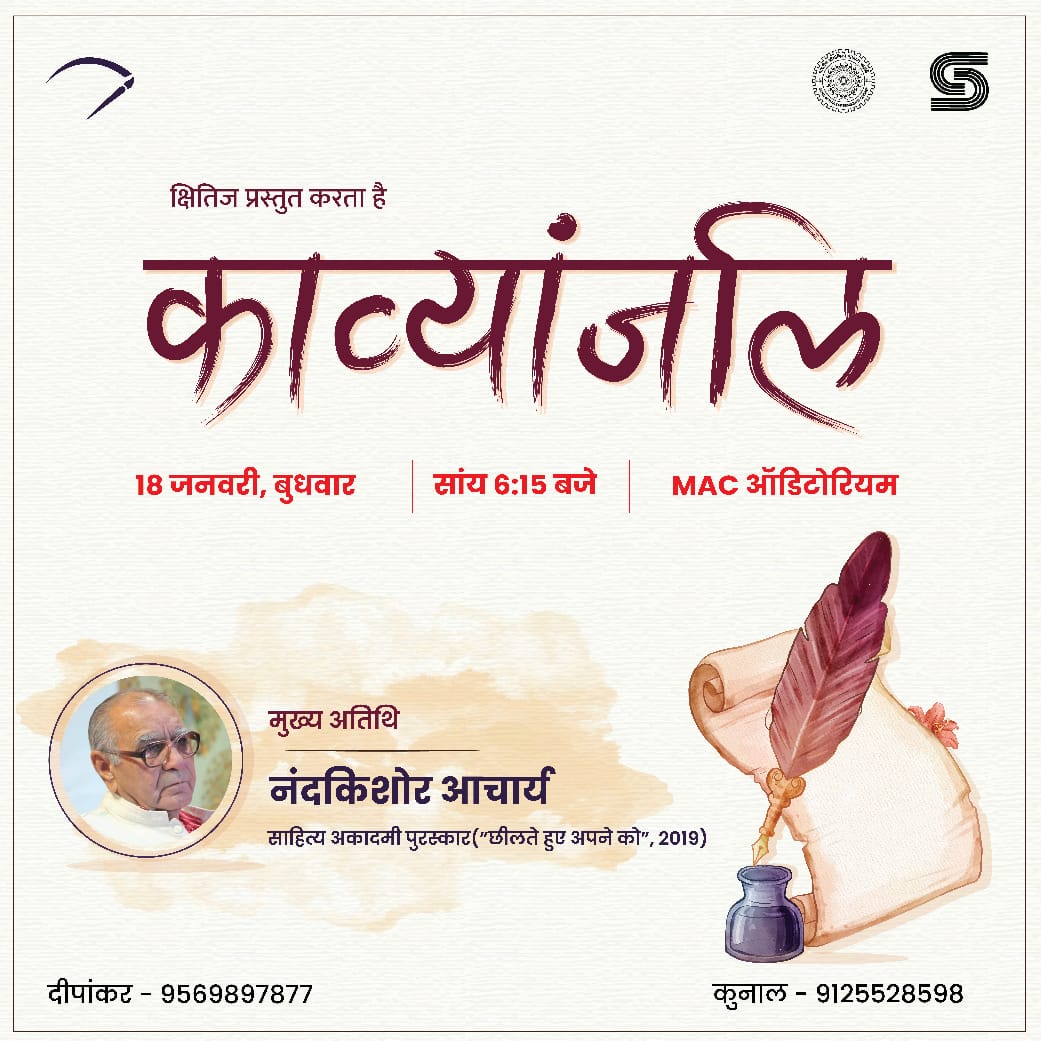 क्षितिज प्रस्तुत करता है
काव्यांजलि
18 जनवरी, बुधवार
सांय 6:15 बजे
MAC ऑडिटोरियम
मुख्य अतिथि
नंदकिशोर आचार्य
साहित्य अकादमी पुरस्कार("छीलते हुए अपने को", 2019)
दीपांकर - 9569897877
कुनाल - 9125528598